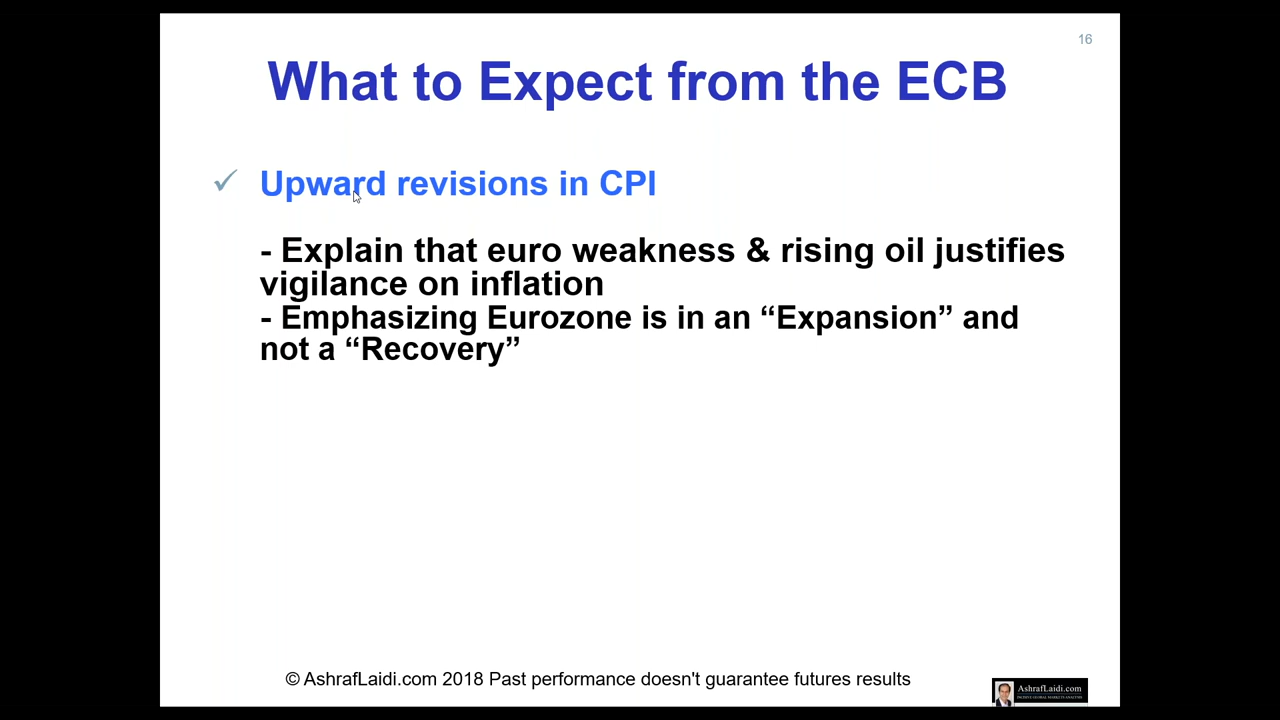 16
What to Expect from the ECB
✓ Upward revisions in CPI
- Explain that euro weakness & rising oil justifies
vigilance on inflation
- Emphasizing Eurozone is in an “Expansion” and
not a “Recovery”
© AshrafLaidi.com 2018 Past performance doesn't guarantee futures results
AshrafLaidi.com